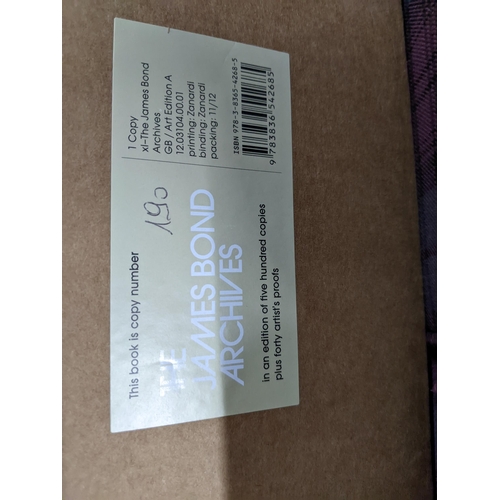 1 Copy
xl–The James Bond
Archives
GB / Art Edition A
12.03104.00.01
printing: Zanardi
binding: Zanardi
packing: 11/12
ISBN 978-3-8365-4268-5
9 783836 542685
This book is copy number 190
THE
JAMES BOND
ARCHIVES
in an edition of five hundred copies
plus forty artist's proofs